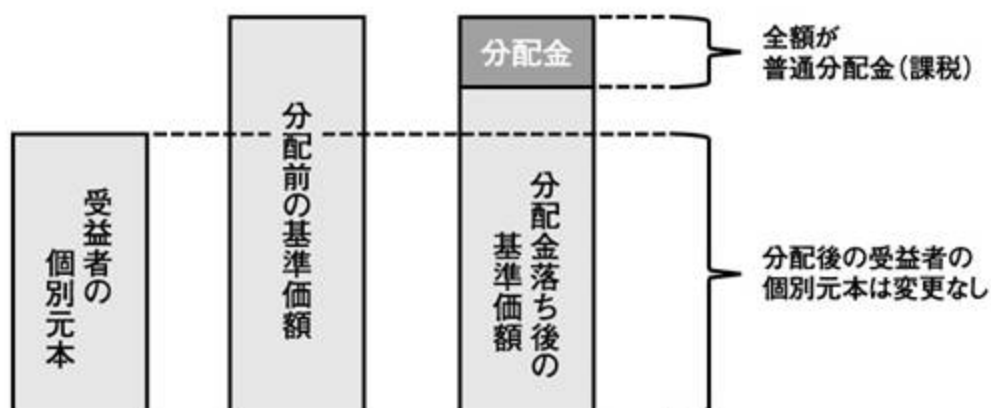 受益者の
個別元本
分配前の基準価額
分配金
分配金落ち後の
基準価額
全額が
普通分配金(課税)
分配後の受益者の
個別元本は変更なし